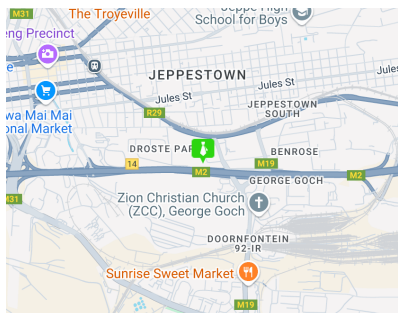 M31
The Troyeville
Jeppe High
School for Boys
eng Precinct
JEPPESTOWN
Jules St
Jules St
wa Mai Mai
onal Market
R29
JEPPESTOWN
SOUTH
DROSTE PA
BENROSE
14
M19
M2
M2
GEORGE GOCH
M31
Zion Christian Church
(ZCC), George Goch
DOORNFONTEIN
92-IR
Sunrise Sweet Market
M19